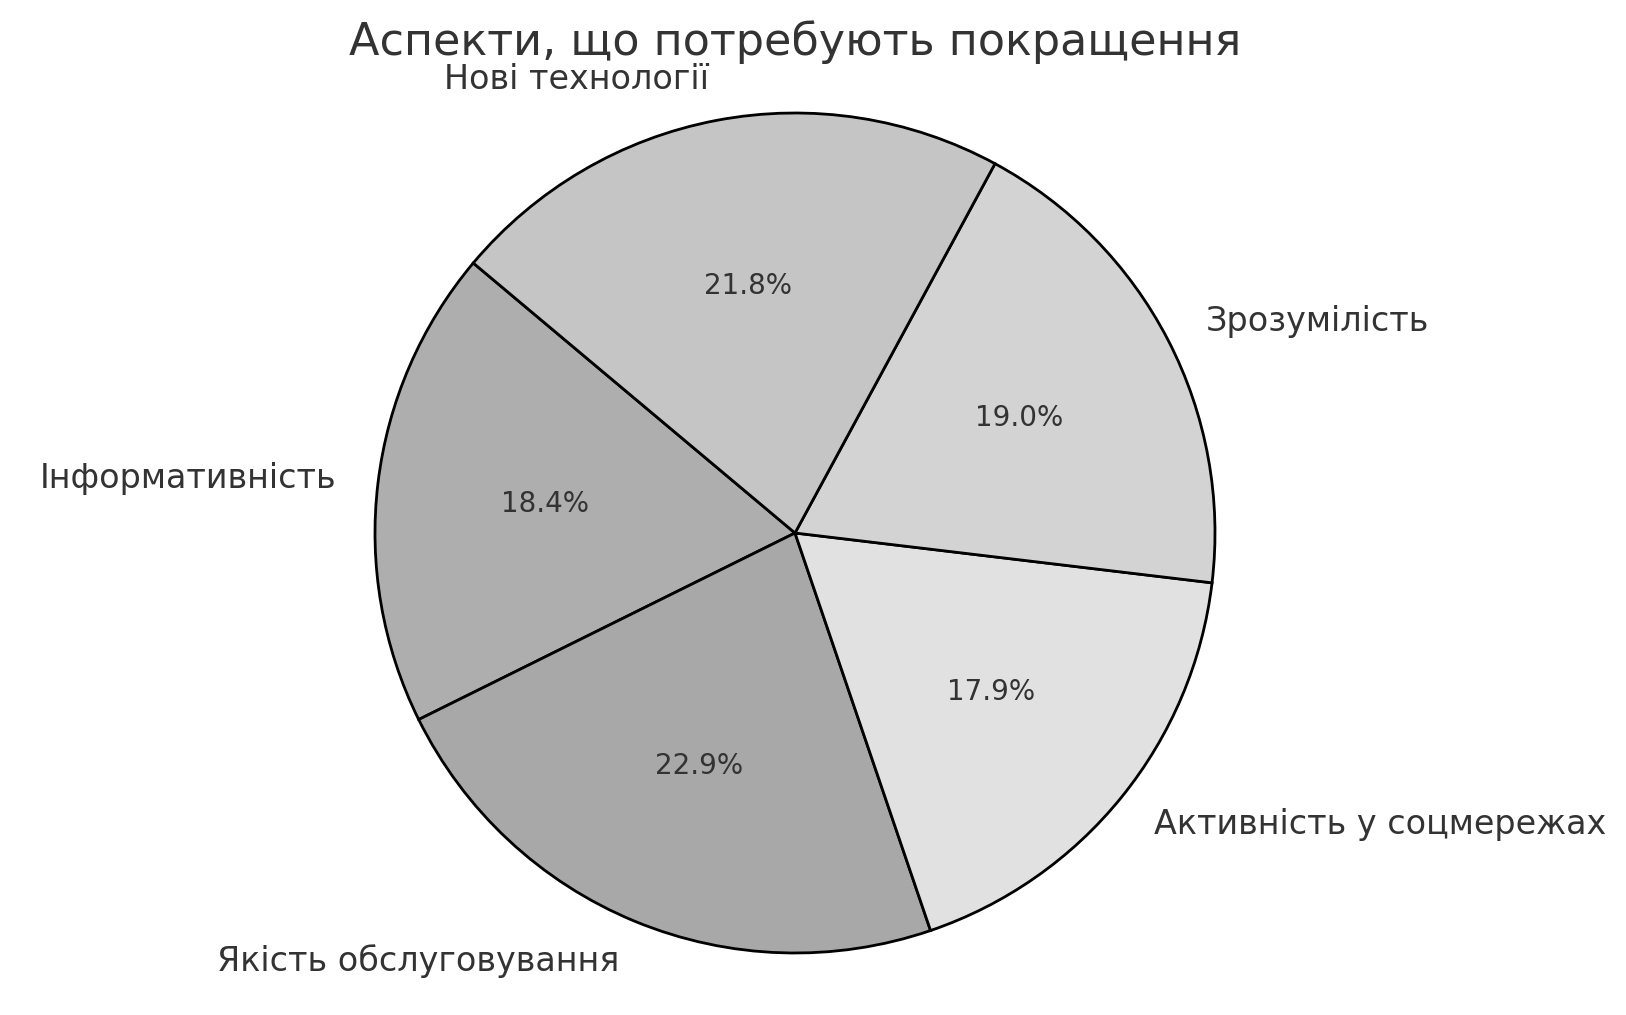 Аспекти, що потребують покращення
Нові технології
21.8%
Зрозумілість
19.0%
Інформативність
18.4%
17.9%
22.9%
Активність у соцмережах
Якість обслуговування